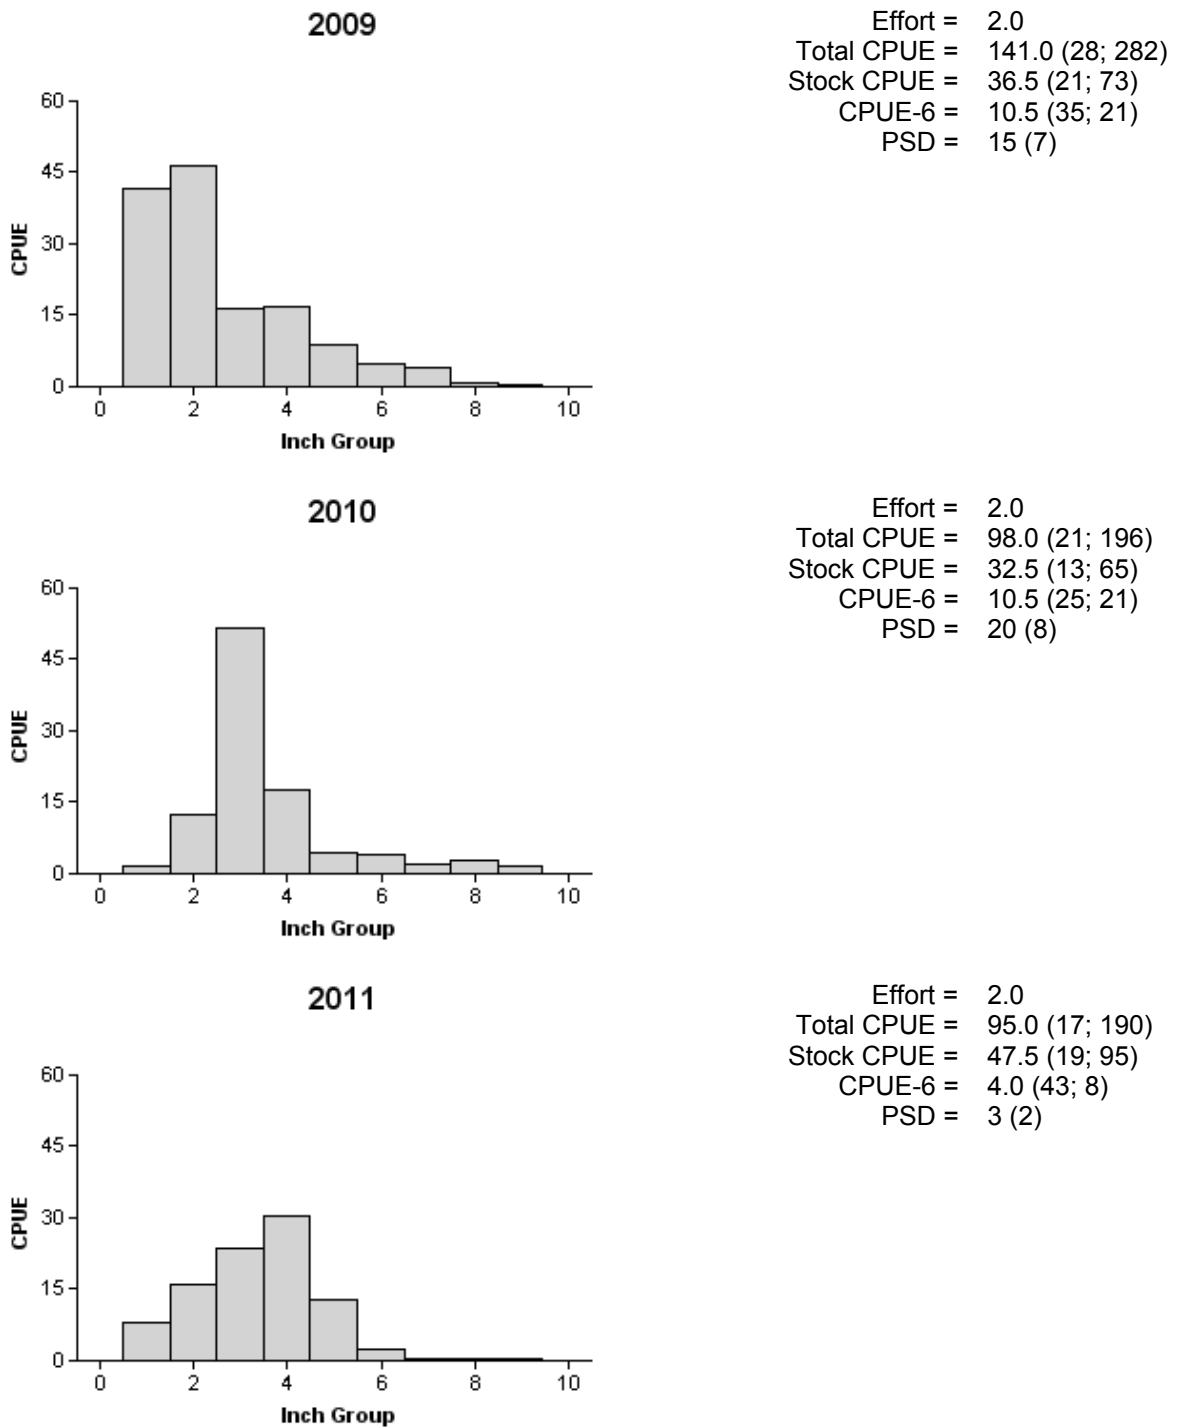 2009
Effort = 2.0
Total CPUE = 141.0 (28; 282)
Stock CPUE = 36.5 (21; 73)
CPUE-6 = 10.5 (35; 21)
PSD = 15 (7)
60
45
30
15
0
CPUE
0 2 4 6 8 10
Inch Group
2010
Effort = 2.0
Total CPUE = 98.0 (21; 196)
Stock CPUE = 32.5 (13; 65)
CPUE-6 = 10.5 (25; 21)
PSD = 20 (8)
60
45
30
15
0
CPUE
0 2 4 6 8 10
Inch Group
2011
Effort = 2.0
Total CPUE = 95.0 (17; 190)
Stock CPUE = 47.5 (19; 95)
CPUE-6 = 4.0 (43; 8)
PSD = 3 (2)
60
45
30
15
0
CPUE
0 2 4 6 8 10
Inch Group